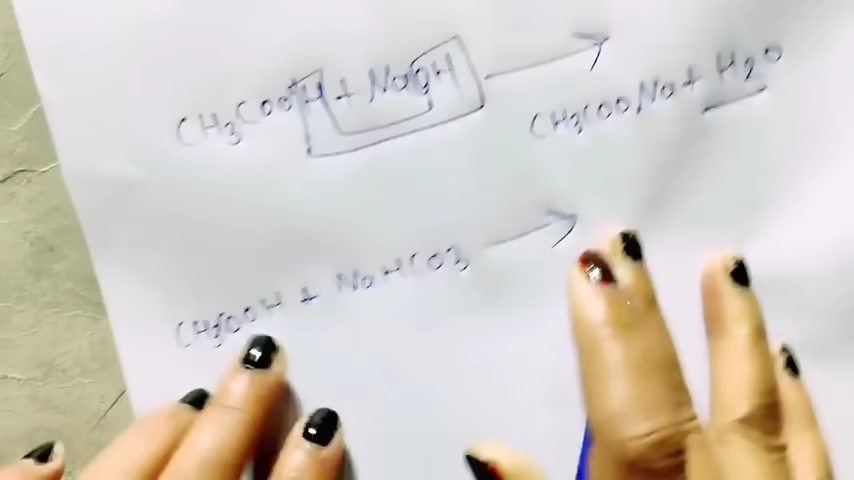 CH3COOH + NaOH → CH3COONa + H2O
CH3COOH + NaHCO3 →